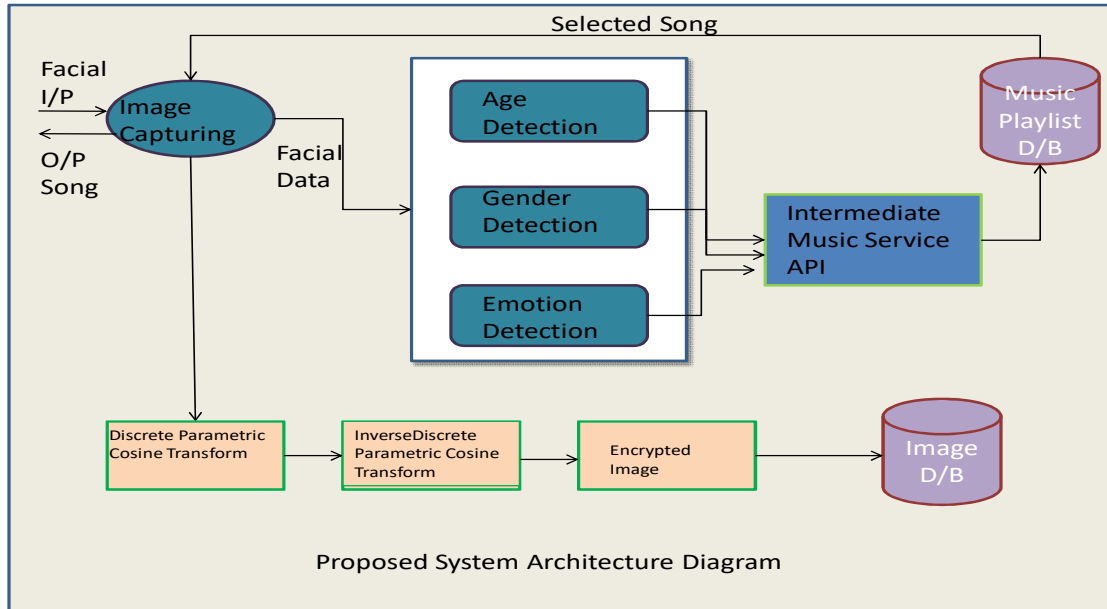 Selected Song
Facial
I/P
Image
Capturing
O/P
Song
Facial
Data
Age
Detection
Gender
Detection
Emotion
Detection
Intermediate
Music Service
API
Music
Playlist
D/B
Discrete Parametric
Cosine Transform
InverseDiscrete
Parametric Cosine
Transform
Encrypted
Image
Image
D/B
Proposed System Architecture Diagram